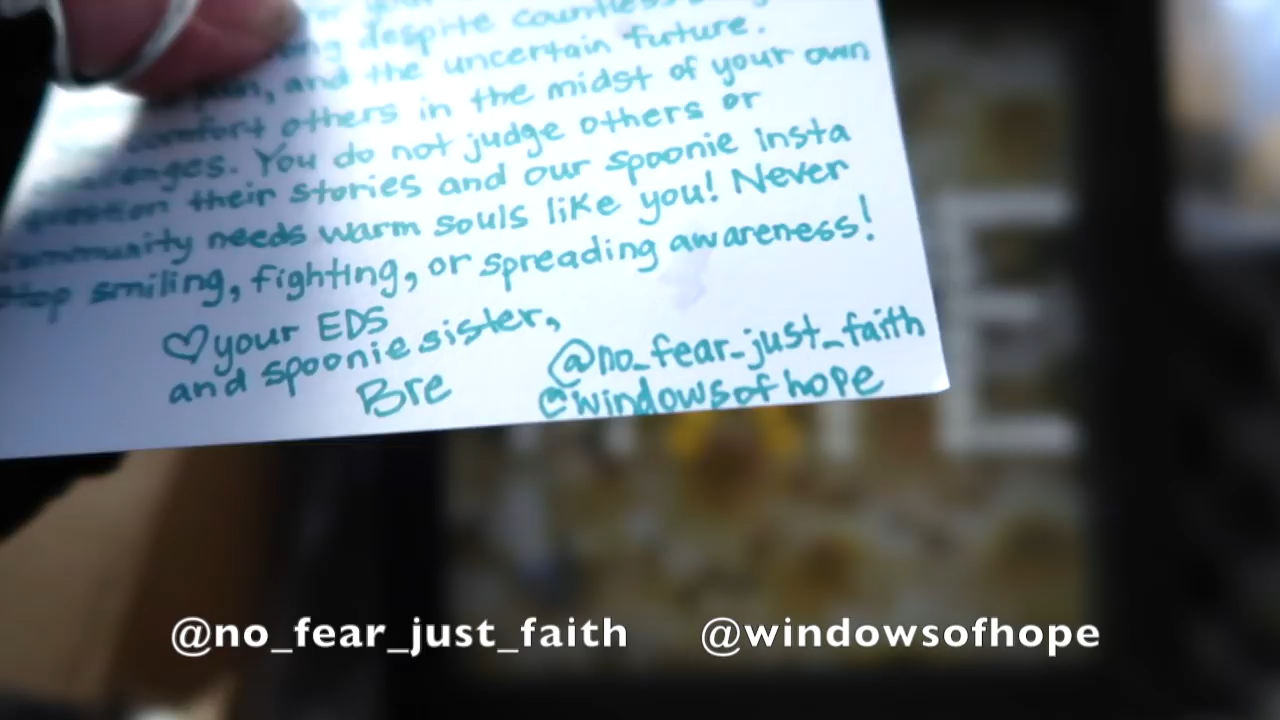 despite countless
and the uncertain future.
comfort others in the midst of your own
You do not judge others or
question their stories and our spoonie insta
community needs warm souls like you! Never
stop smiling, fighting, or spreading awareness!
♡your EDS
and spoonie sister,
Bre
@no_fear_just_faith
@windowsofhope
E
@no_fear_just_faith @windowsofhope